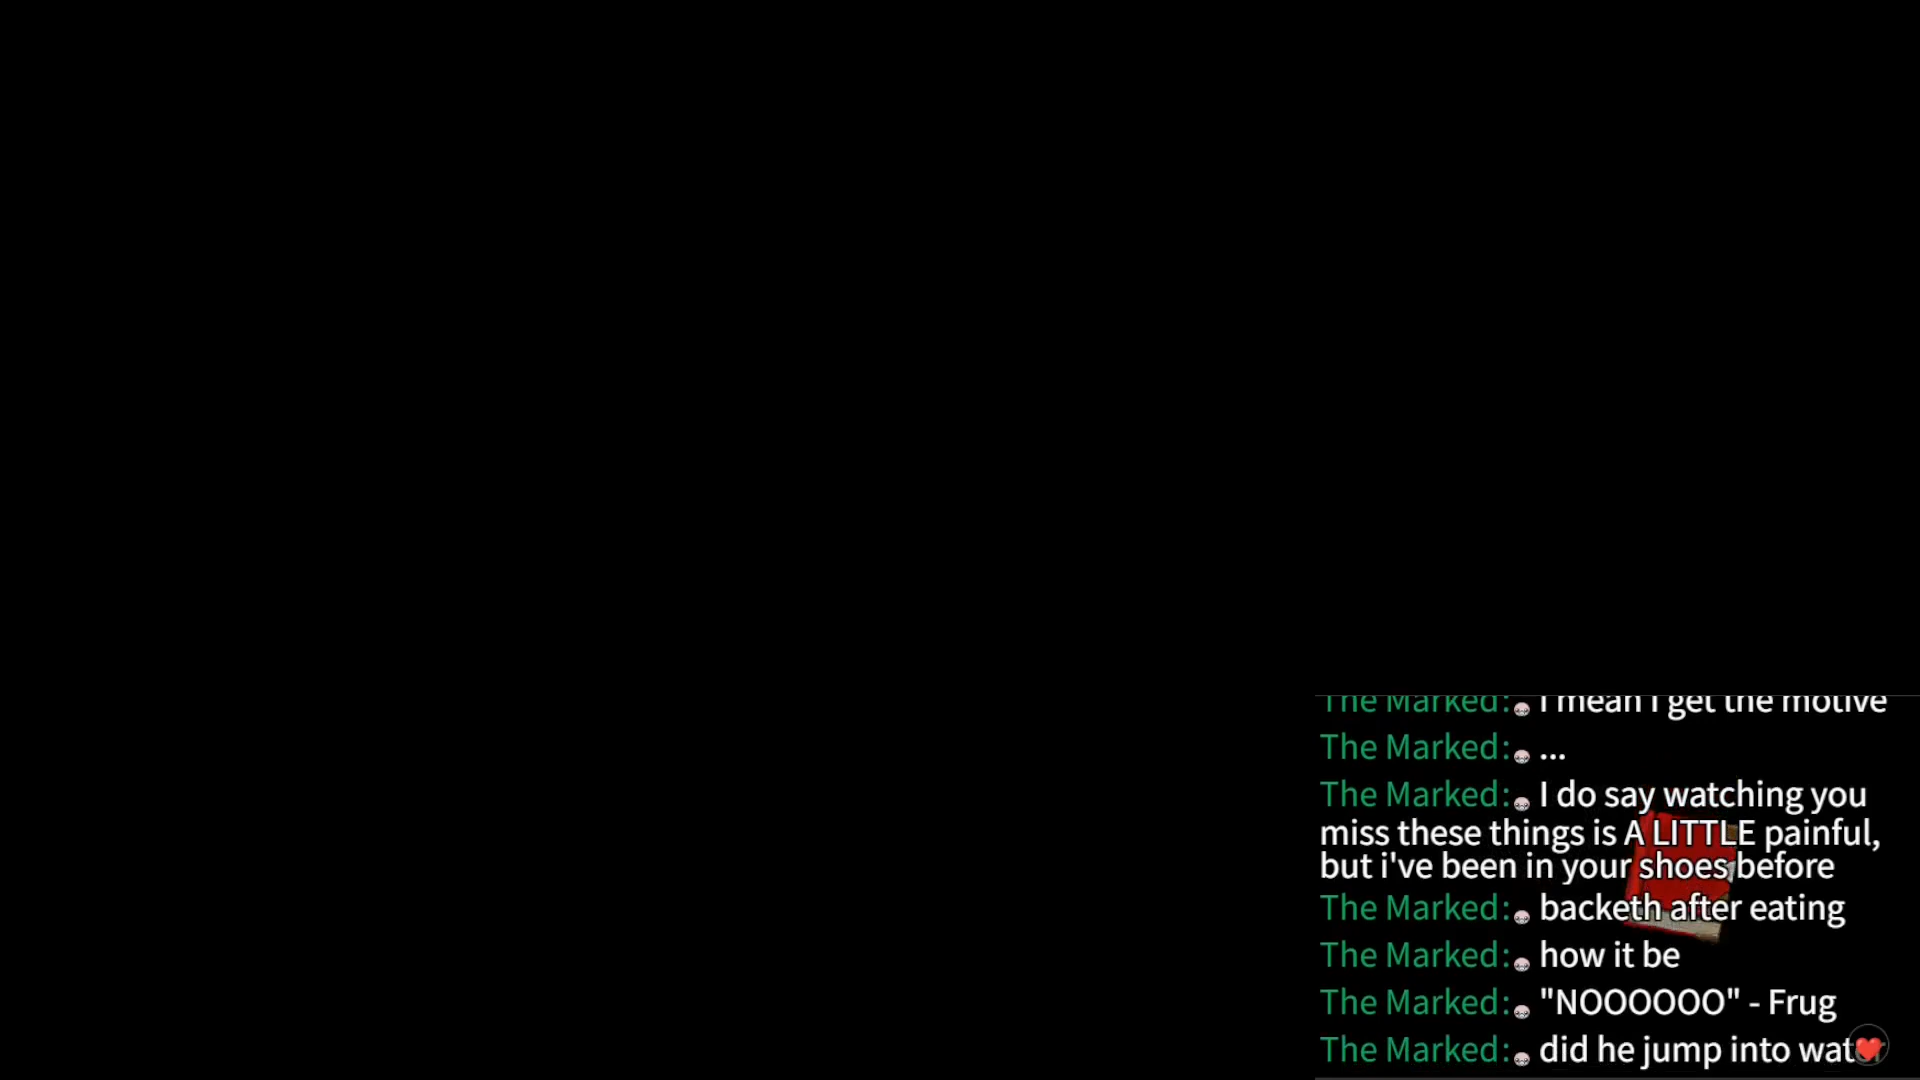 The Marked: I mean I get the motive
The Marked: ...
The Marked: I do say watching you
miss these things is A LITTLE painful,
but i've been in your shoes before
The Marked: backeth after eating
The Marked: how it be
The Marked: "NOOOOOO" - Frug
The Marked: did he jump into water